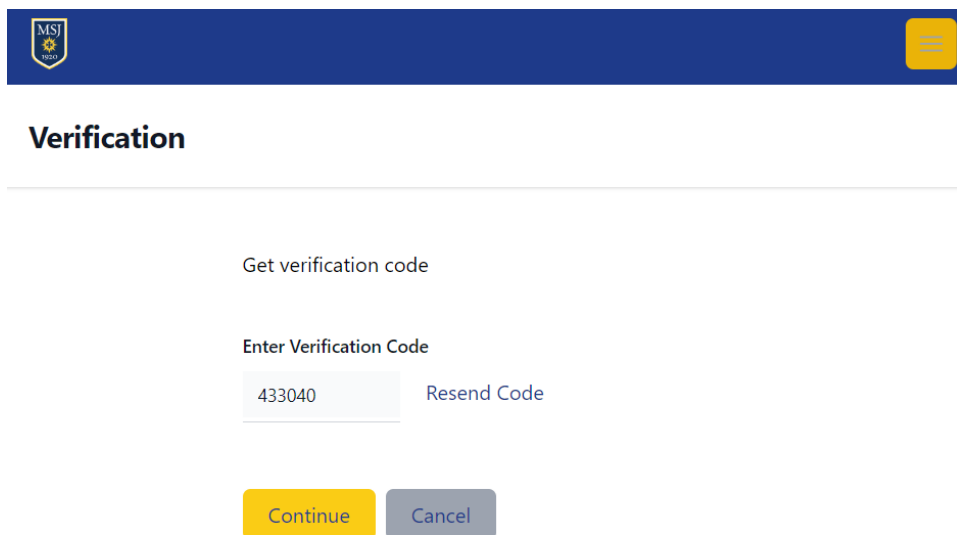 MSJ
1920
Verification
Get verification code
Enter Verification Code
433040 Resend Code
Continue Cancel